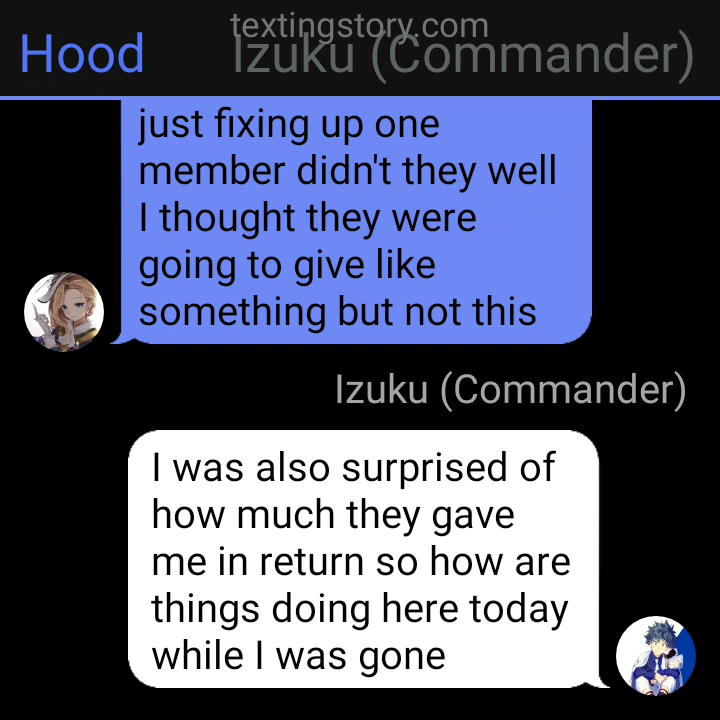 textingstory.com
Hood
Izuku (Commander)
just fixing up one
member didn't they well
I thought they were
going to give like
something but not this
Izuku (Commander)
I was also surprised of
how much they gave
me in return so how are
things doing here today
while I was gone